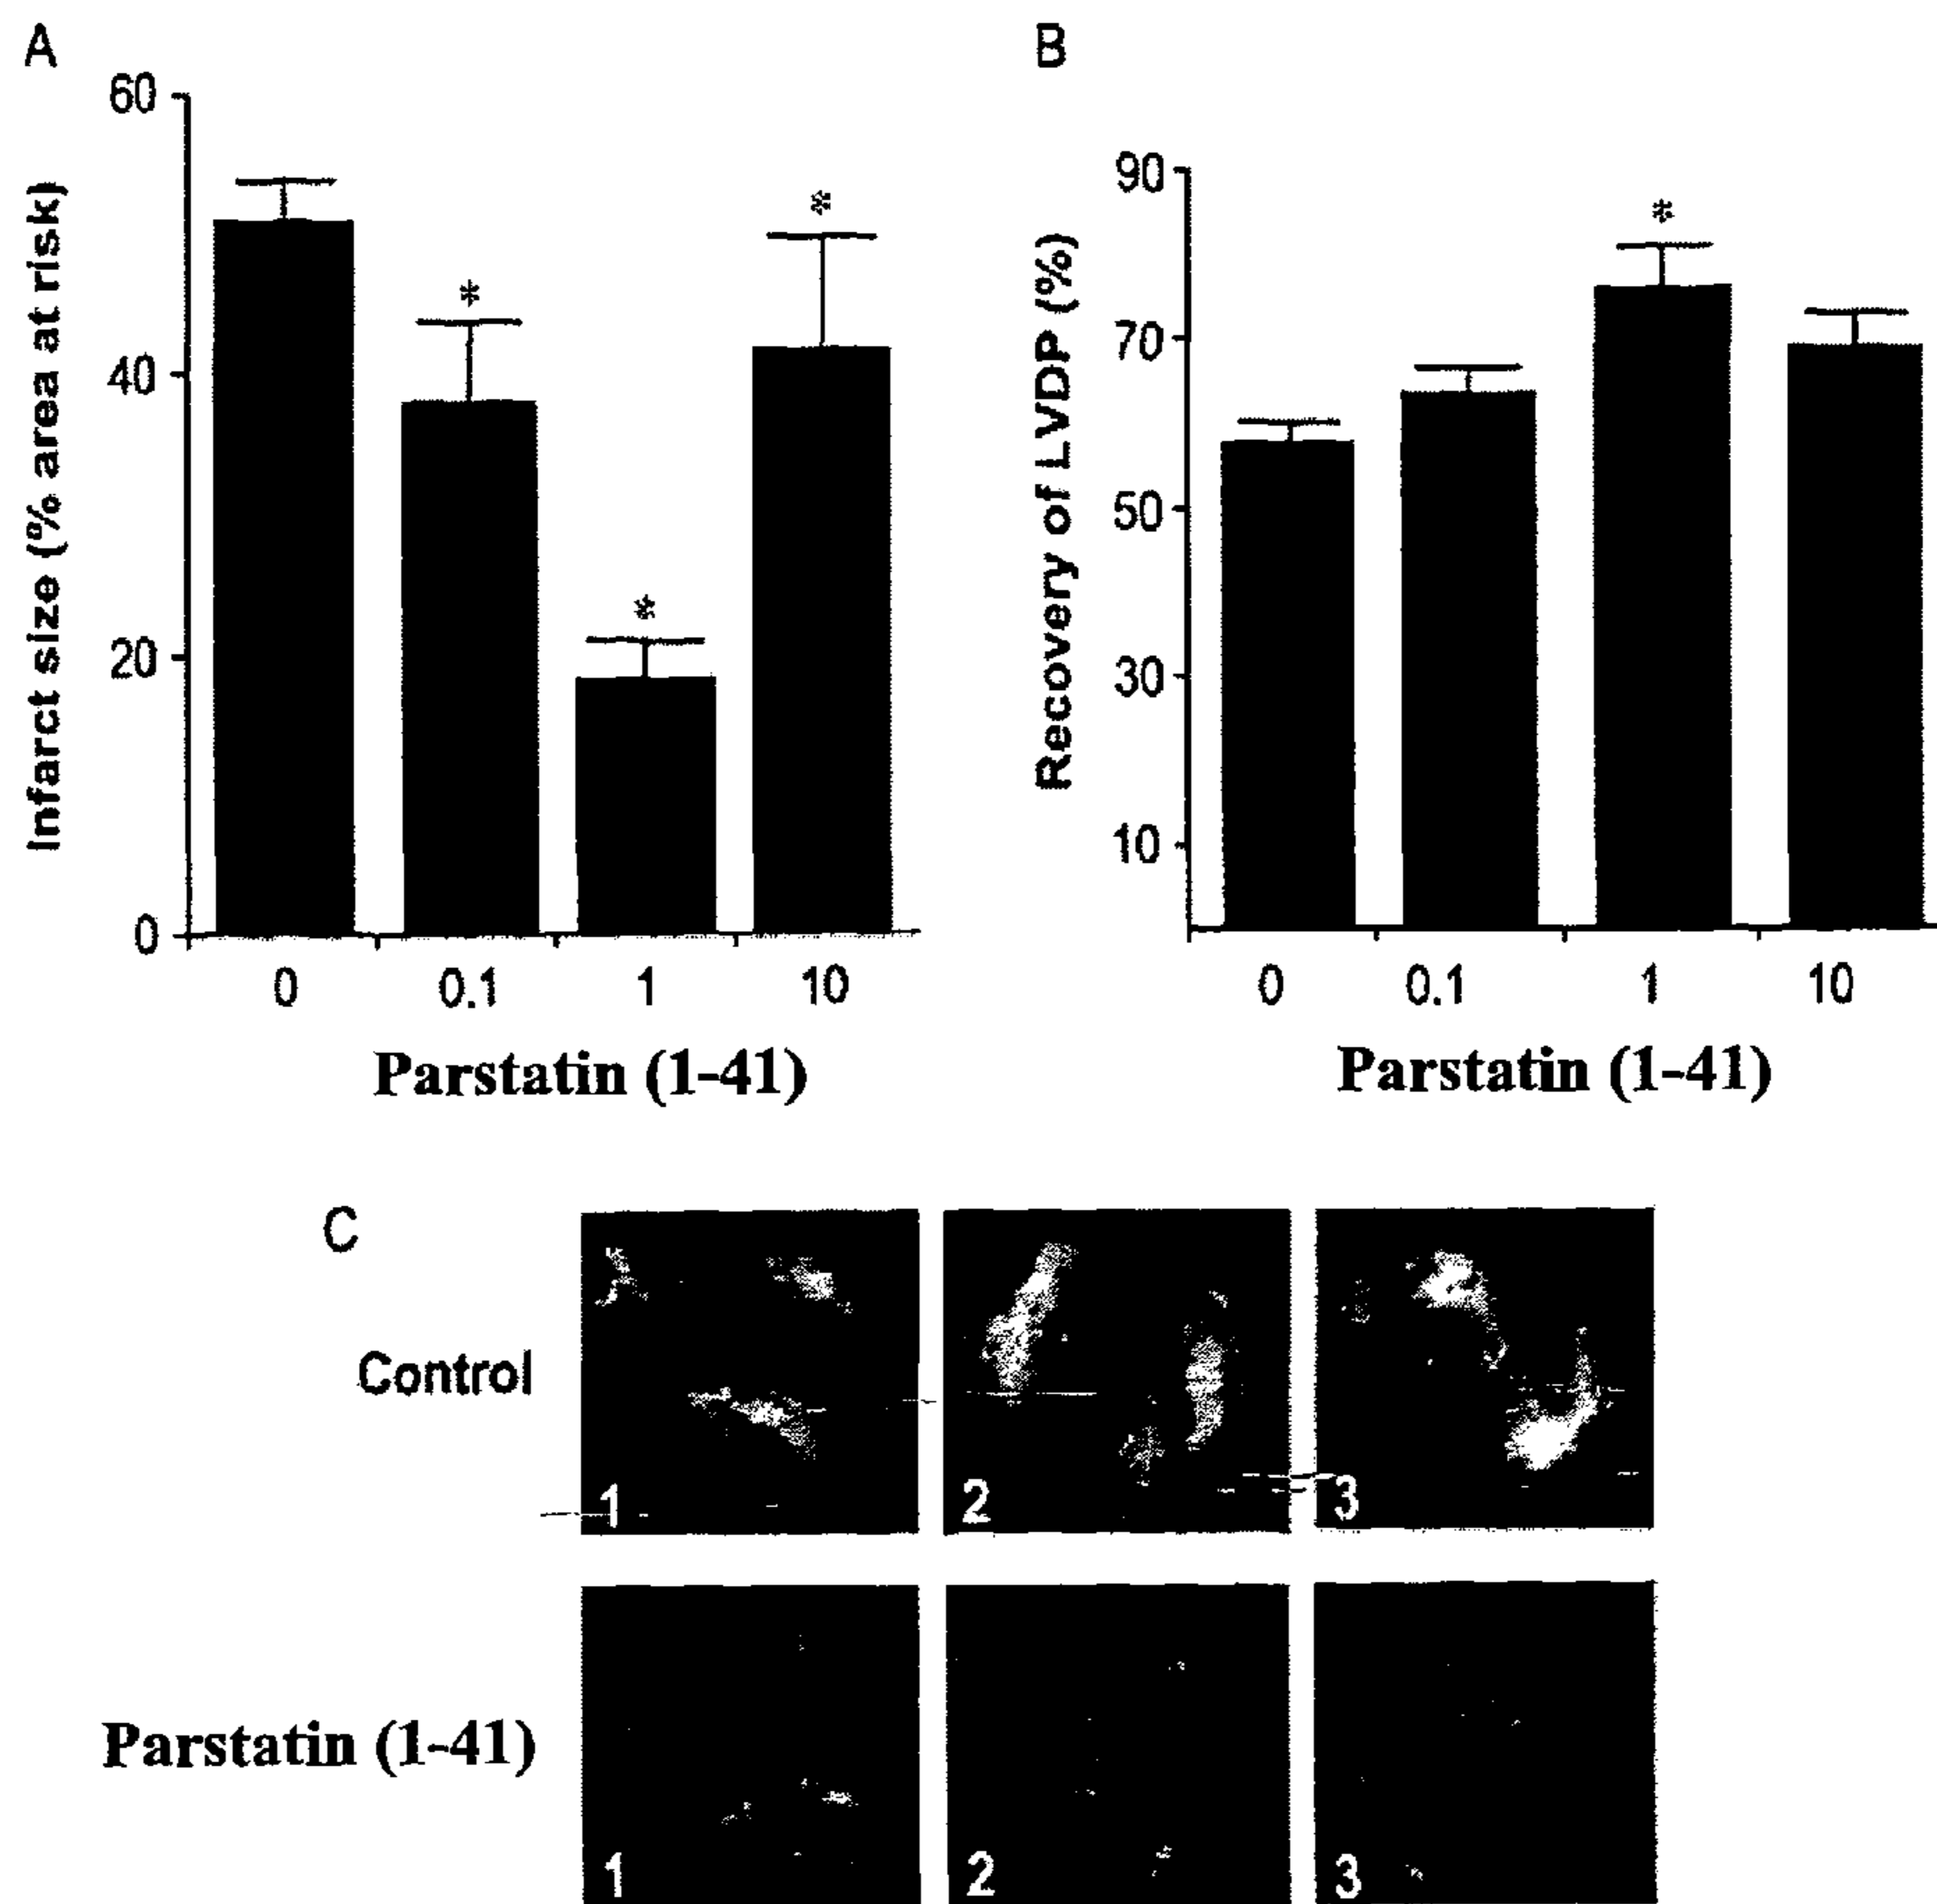 A
60
40
20
0
Infarct size (% area at risk)
*
*
*
0 0.1 1 10
Parstatin (1-41)
B
90
70
50
30
10
Recovery of LVDP (%)
*
0 0.1 1 10
Parstatin (1-41)
C
Control
1 2 3
Parstatin (1-41)
1 2 3